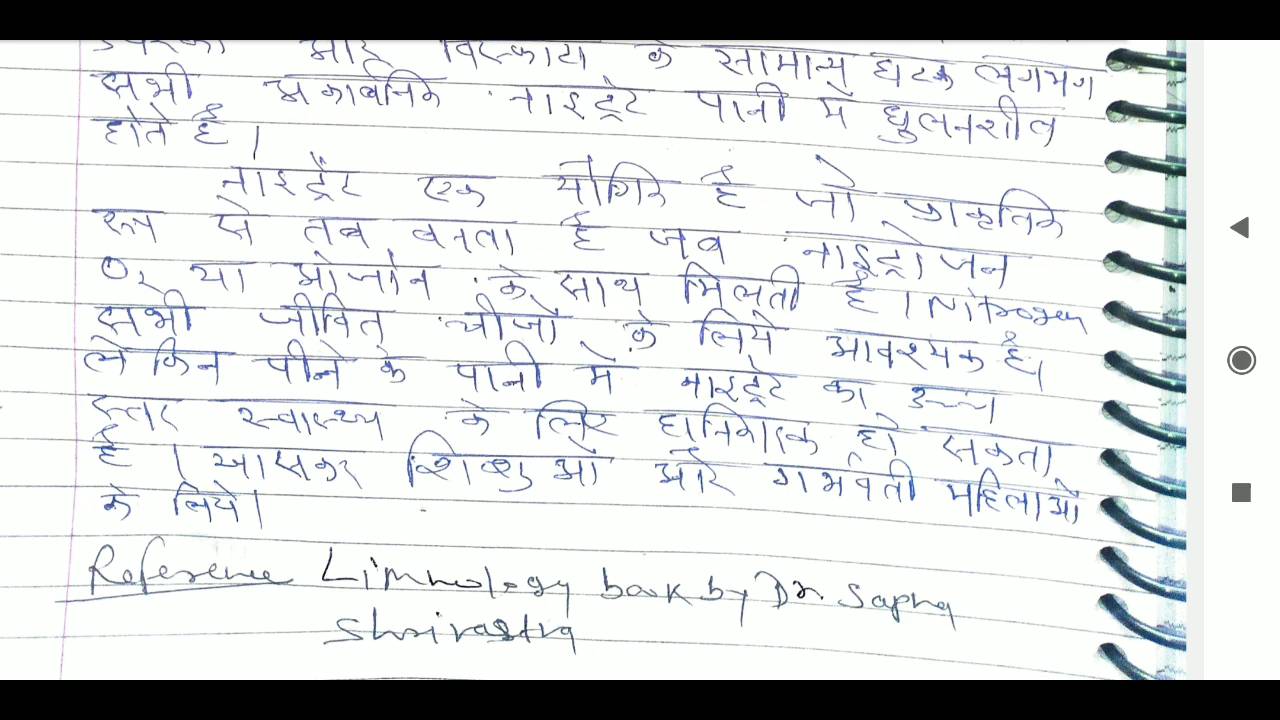 और विस्फोटो के सामान्य घटक लगभग
सभी अकार्बनिक नाइट्रेट पानी में घुलनशील
होते है।
नाइट्रेट एक यौगिक है जो प्राकृतिक
रूप से तब बनता है जब नाइट्रोजन
O₂ या ओजोन के साथ मिलती है। Nitrogen
सभी जीवित चीजों के लिये आवश्यक है।
लेकिन पीने के पानी में नाइट्रेट का उच्च
स्तर स्वास्थ्य के लिए हानिकारक हो सकता
है। खासकर शिशुओ और गर्भवती महिलाओ
के लिये।
Reference Limnology book by Dr. Sapna
Shrivastva